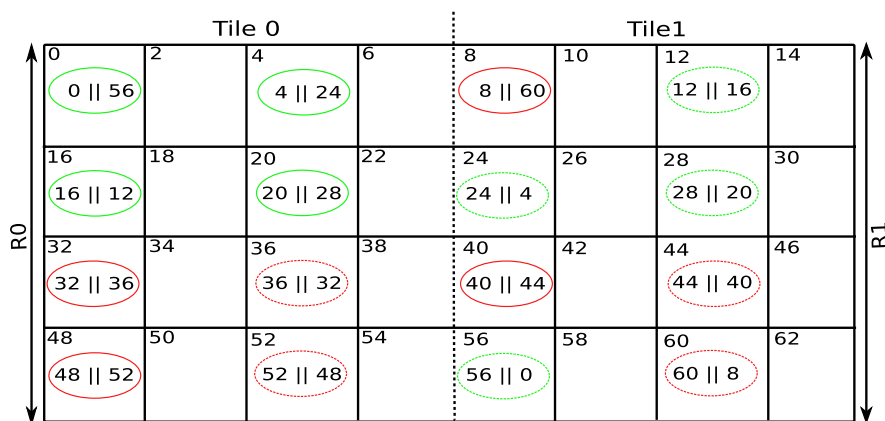 Tile 0 Tile1
0 2 4 6 8 10 12 14
0 || 56 4 || 24 8 || 60 12 || 16
16 18 20 22 24 26 28 30
16 || 12 20 || 28 24 || 4 28 || 20
R0 R1
32 34 36 38 40 42 44 46
32 || 36 36 || 32 40 || 44 44 || 40
48 50 52 54 56 58 60 62
48 || 52 52 || 48 56 || 0 60 || 8